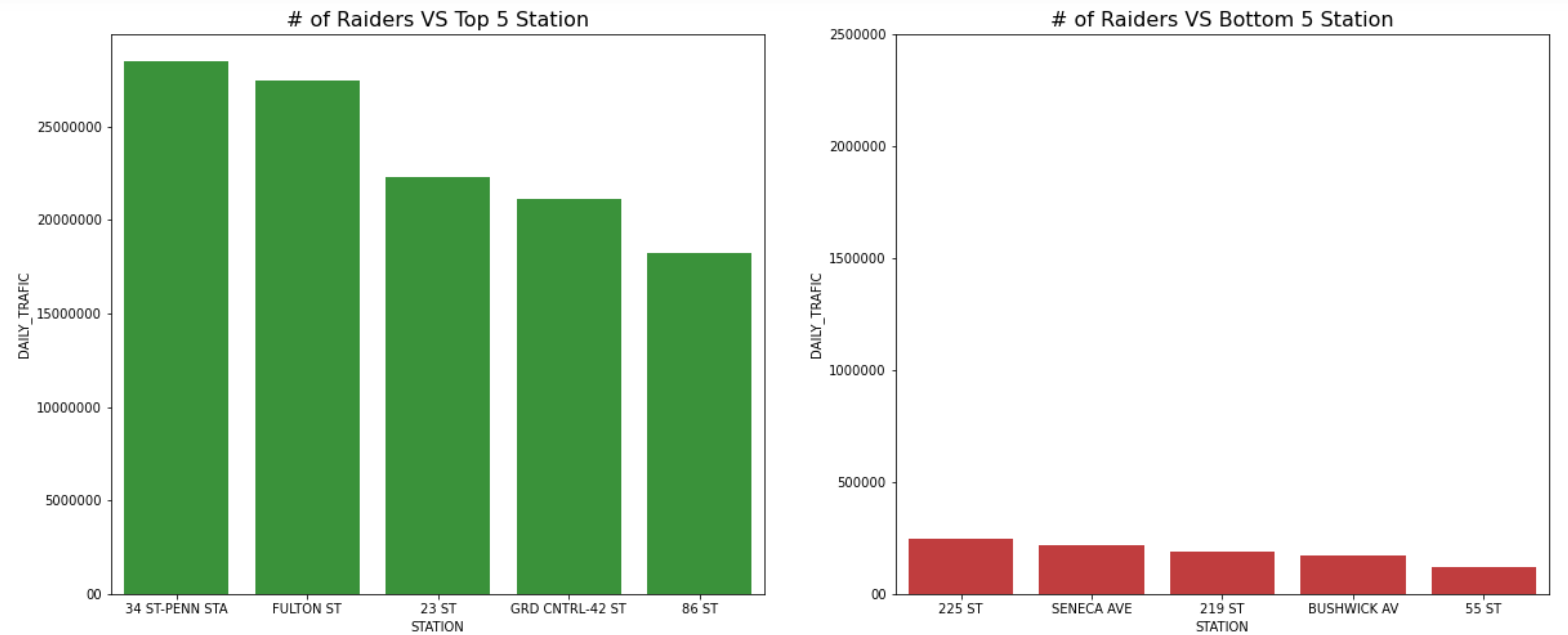 # of Raiders VS Top 5 Station
25000000
20000000
15000000
10000000
5000000
00
DAILY_TRAFIC
34 ST-PENN STA
FULTON ST
23 ST
GRD CNTRL-42 ST
86 ST
STATION
# of Raiders VS Bottom 5 Station
2500000
2000000
1500000
1000000
500000
00
DAILY_TRAFIC
225 ST
SENECA AVE
219 ST
BUSHWICK AV
55 ST
STATION